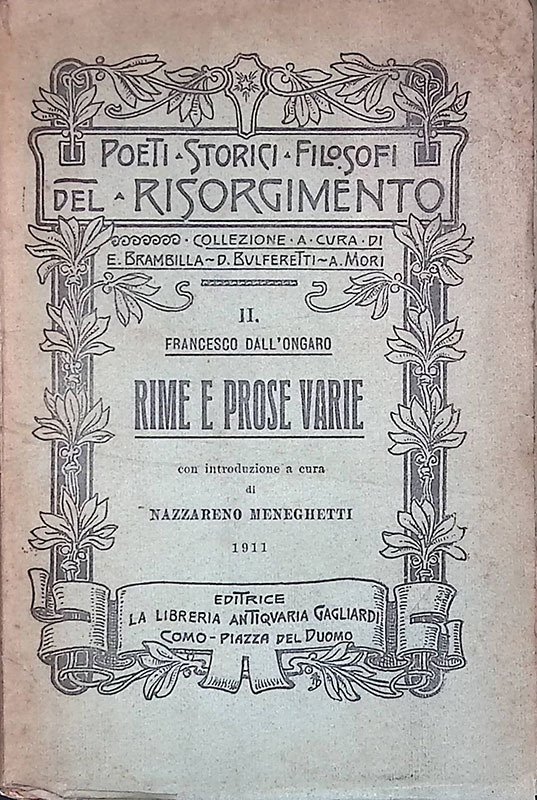 POETI · STORICI · FILOSOFI
DEL · RISORGIMENTO
· COLLEZIONE · A · CURA · DI
E. BRAMBILLA ~ D. BULFERETTI ~ A. MORI
II.
FRANCESCO DALL'ONGARO
RIME E PROSE VARIE
con introduzione a cura
di
NAZZARENO MENEGHETTI
1911
EDITRICE
LA LIBRERIA ANTIQVARIA GAGLIARDI
COMO - PIAZZA DEL DUOMO